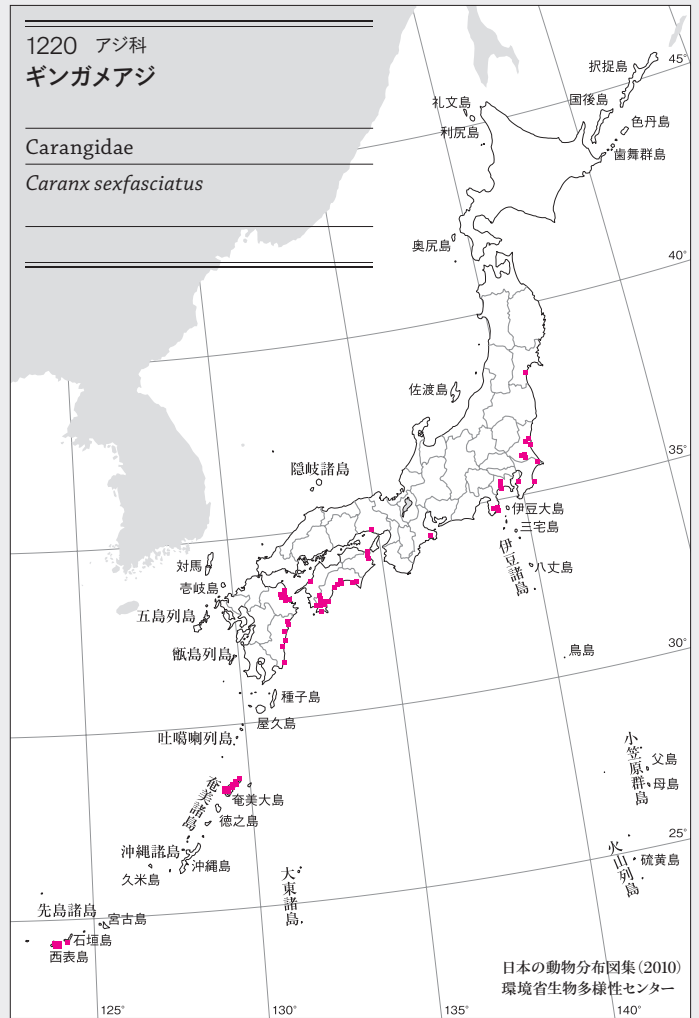 1220 アジ科
ギンガメアジ
Carangidae
Caranx sexfasciatus
45°
択捉島
国後島
礼文島
色丹島
利尻島
歯舞群島
奥尻島
40°
佐渡島
35°
隠岐諸島
伊豆大島
三宅島
伊豆諸島
八丈島
対馬
壱岐島
五島列島
甑島列島
鳥島
30°
種子島
屋久島
吐噶喇列島
小笠原群島
父島
母島
奄美諸島
奄美大島
徳之島
25°
沖縄諸島
沖縄島
久米島
火山列島
硫黄島
大東諸島
先島諸島
宮古島
石垣島
西表島
日本の動物分布図集(2010)
環境省生物多様性センター
125°
130°
135°
140°